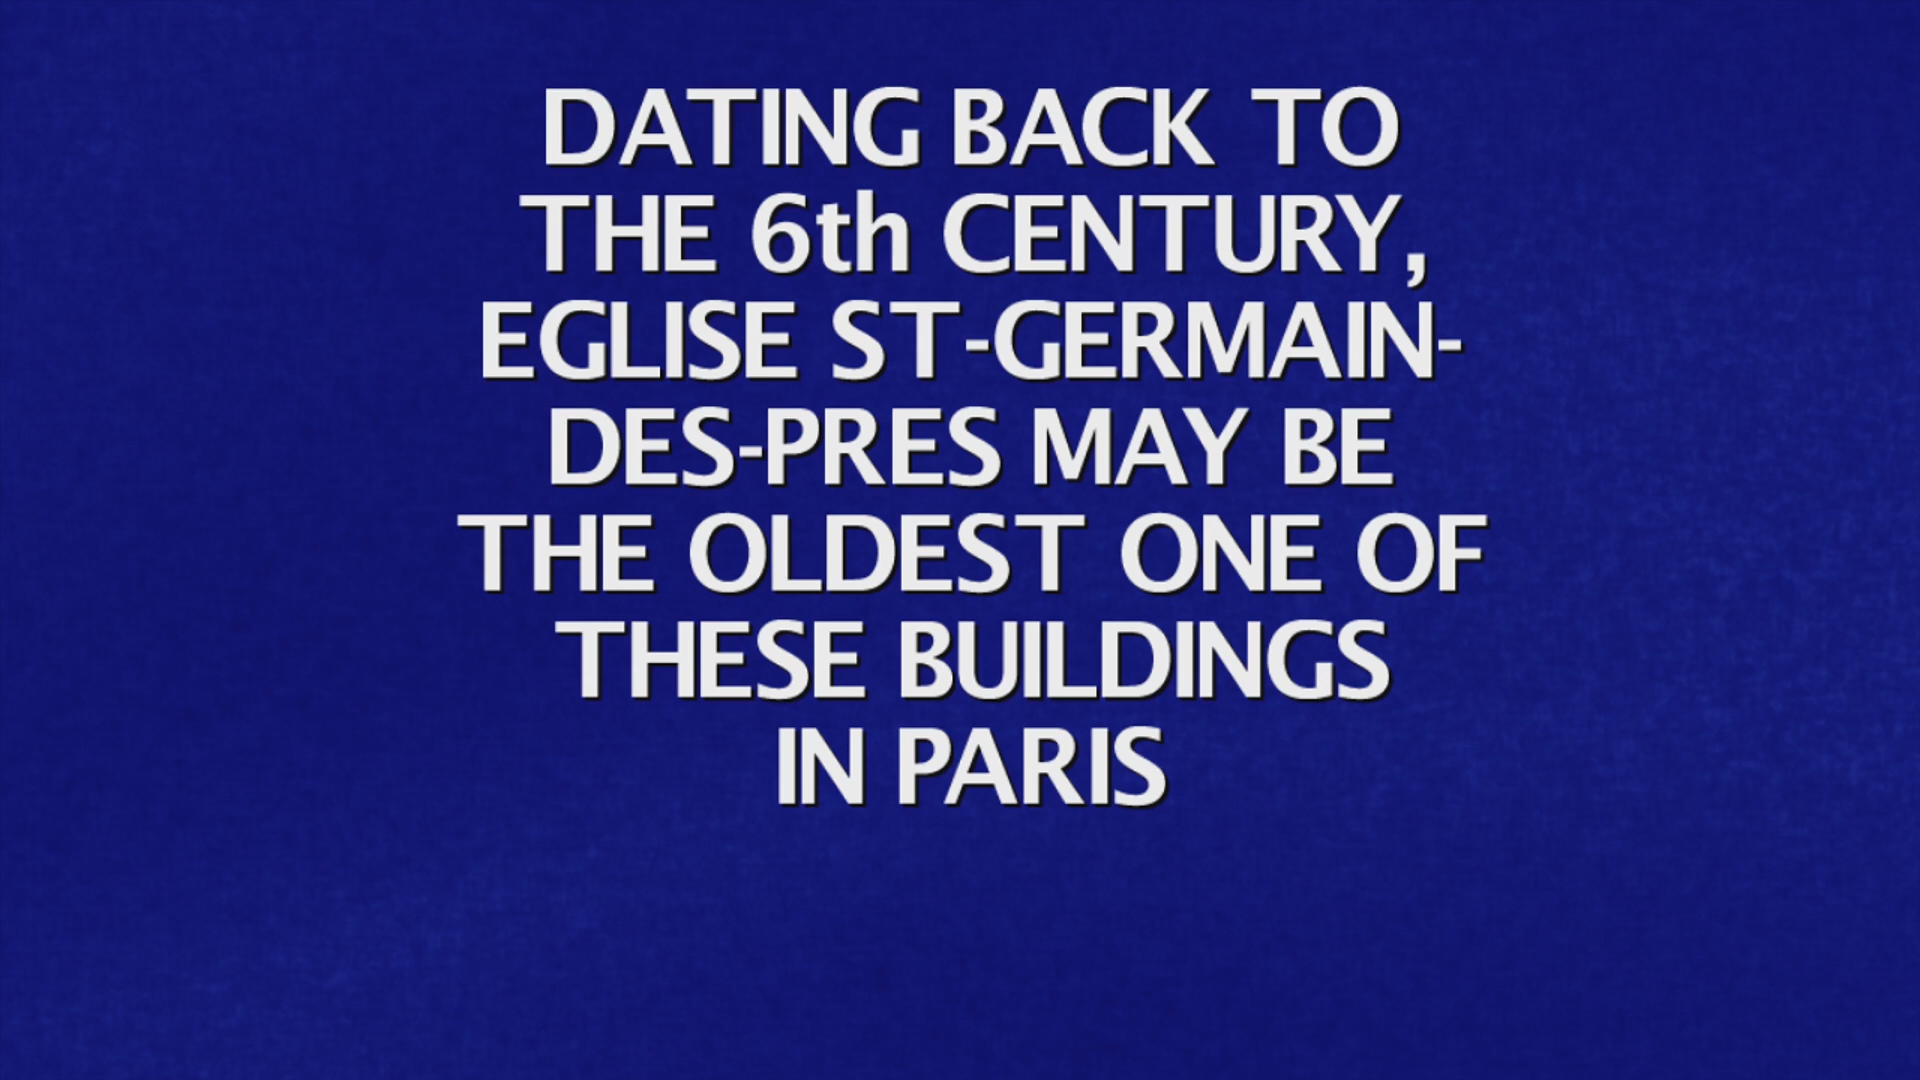 DATING BACK TO
THE 6th CENTURY,
EGLISE ST-GERMAIN-
DES-PRES MAY BE
THE OLDEST ONE OF
THESE BUILDINGS
IN PARIS